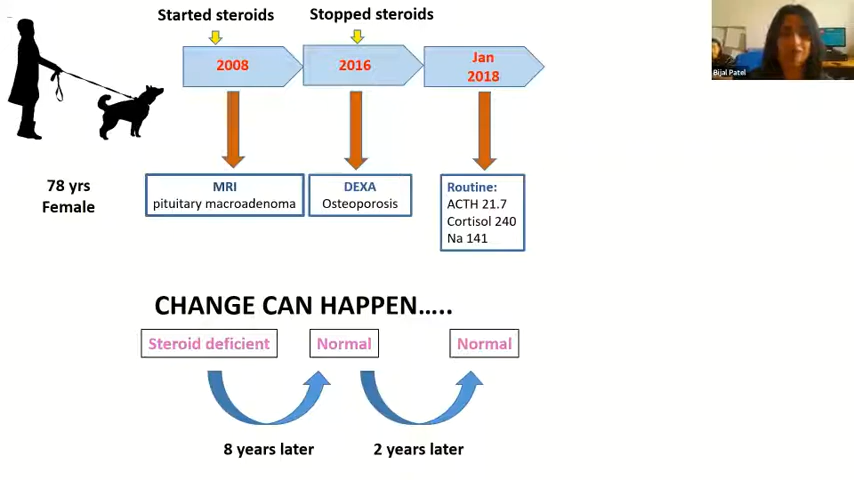 Started steroids
Stopped steroids
2008
2016
Jan
2018
Bijal Patel
78 yrs
Female
MRI
pituitary macroadenoma
DEXA
Osteoporosis
Routine:
ACTH 21.7
Cortisol 240
Na 141
CHANGE CAN HAPPEN…..
Steroid deficient
Normal
Normal
8 years later
2 years later